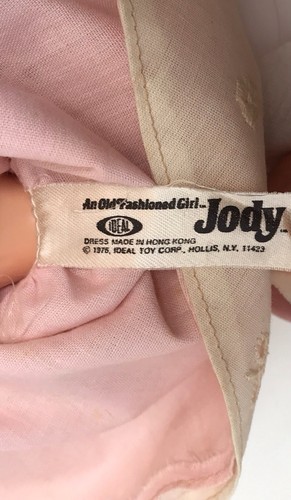 An Old Fashioned Girl™ Jody™
IDEAL
DRESS MADE IN HONG KONG
© 1975, IDEAL TOY CORP., HOLLIS, N.Y. 11423